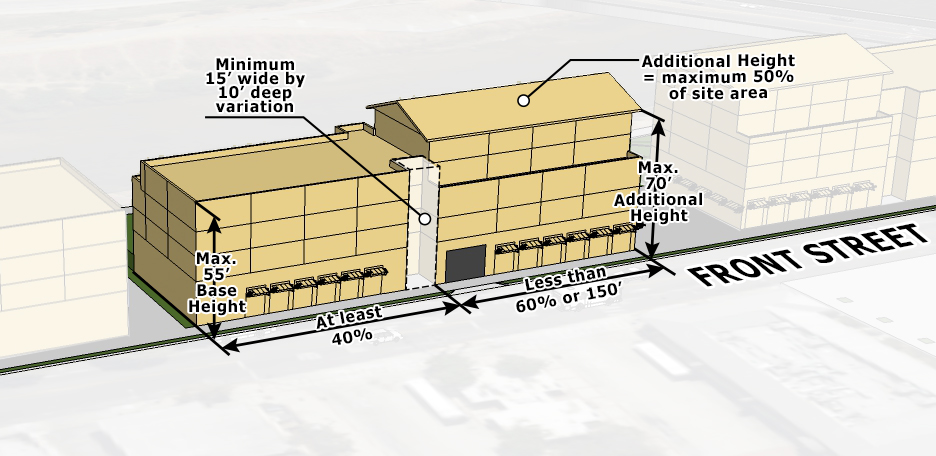 Minimum
15’ wide by
10’ deep
variation
Additional Height
= maximum 50%
of site area
Max.
70’
Additional
Height
Max.
55’
Base
Height
At least
40%
Less than
60% or 150’
FRONT STREET